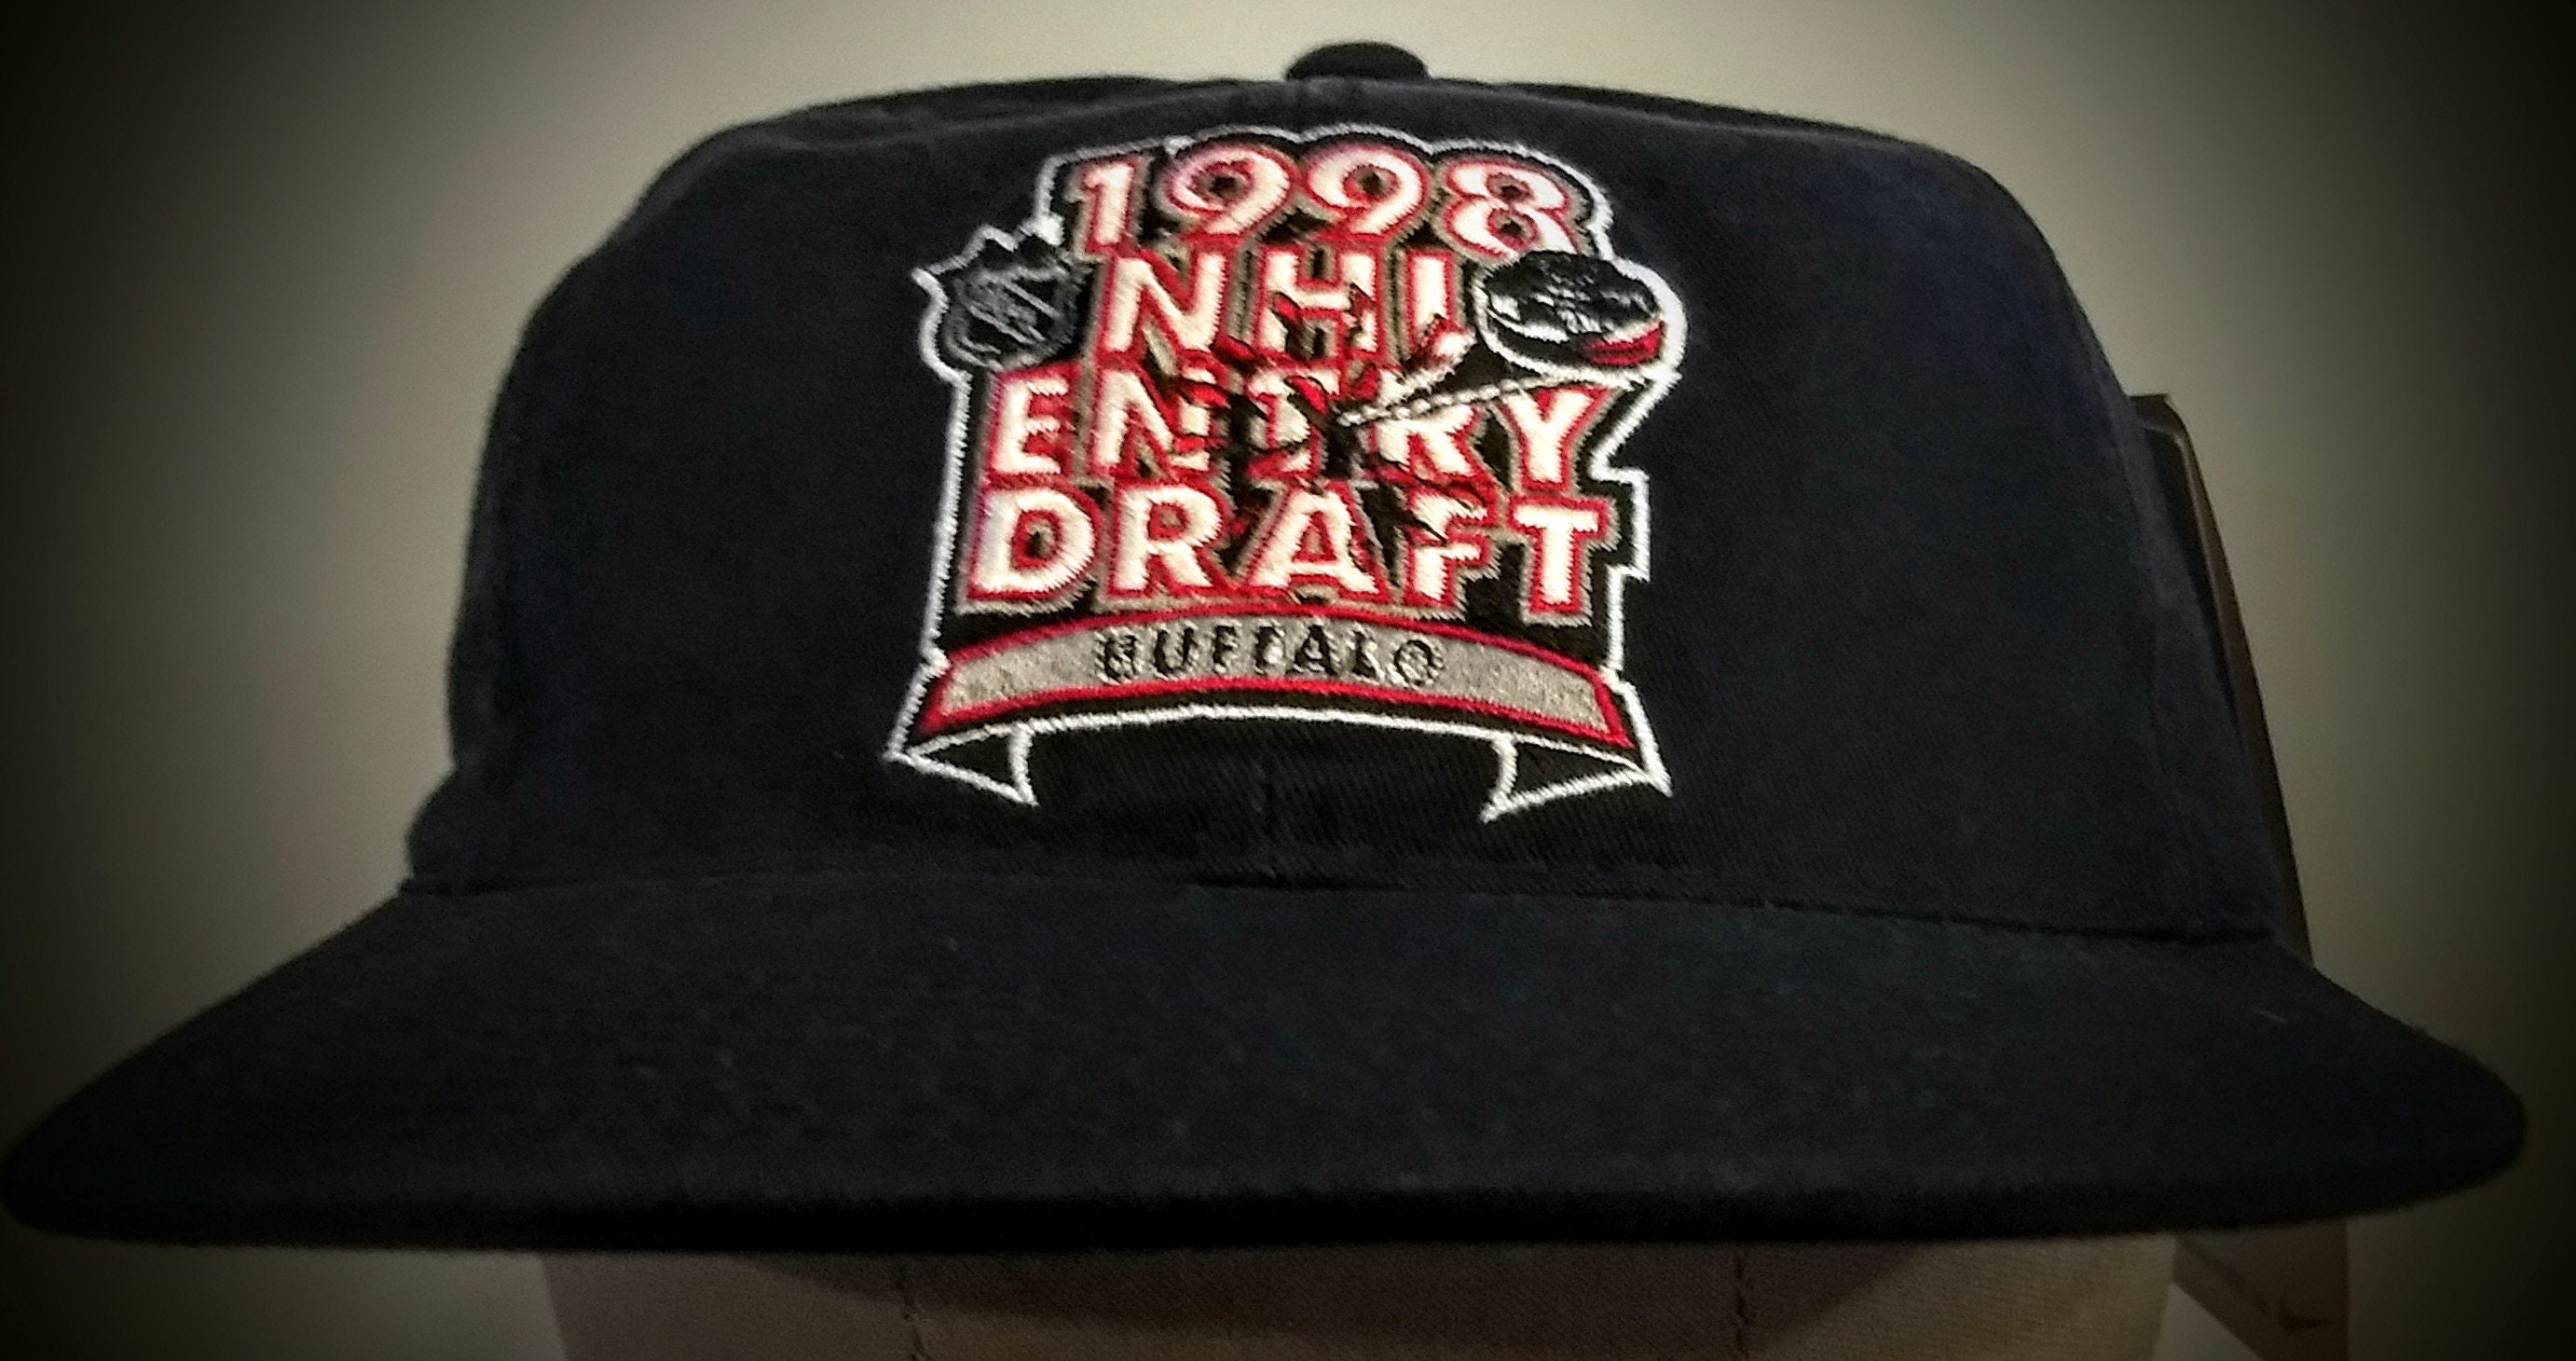 1998
NHL
ENTRY
DRAFT
BUFFALO